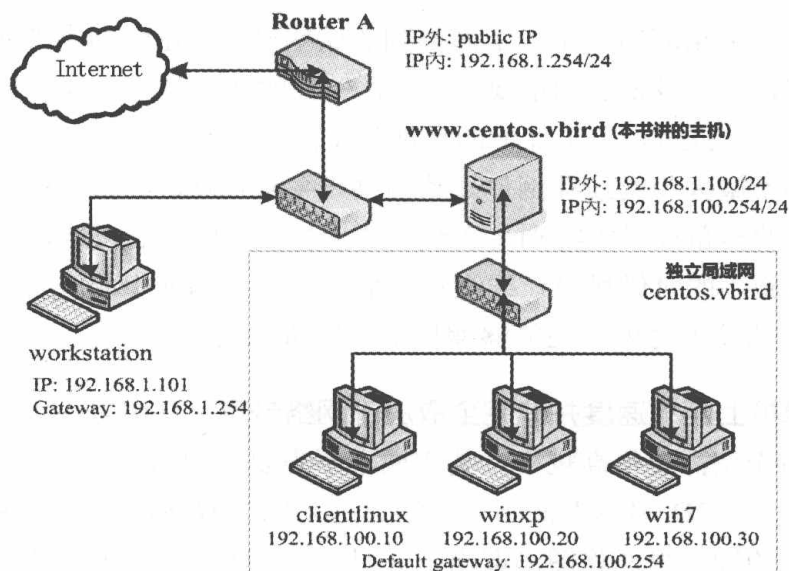 Router A
IP外: public IP
IP內: 192.168.1.254/24
Internet
www.centos.vbird (本书讲的主机)
IP外: 192.168.1.100/24
IP內: 192.168.100.254/24
独立局域网
centos.vbird
workstation
IP: 192.168.1.101
Gateway: 192.168.1.254
clientlinux
192.168.100.10
winxp
192.168.100.20
win7
192.168.100.30
Default gateway: 192.168.100.254